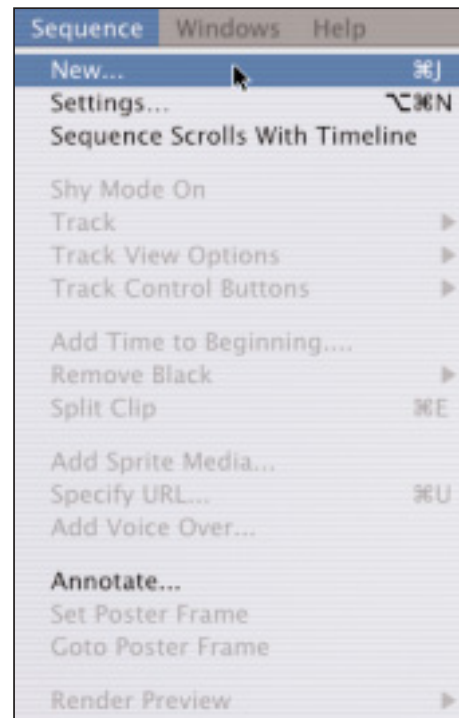 Sequence Windows Help
New... ⌘J
Settings... ⌥⌘N
Sequence Scrolls With Timeline
Shy Mode On
Track ▶
Track View Options ▶
Track Control Buttons ▶
Add Time to Beginning....
Remove Black ▶
Split Clip ⌘E
Add Sprite Media...
Specify URL... ⌘U
Add Voice Over...
Annotate...
Set Poster Frame
Goto Poster Frame
Render Preview ▶